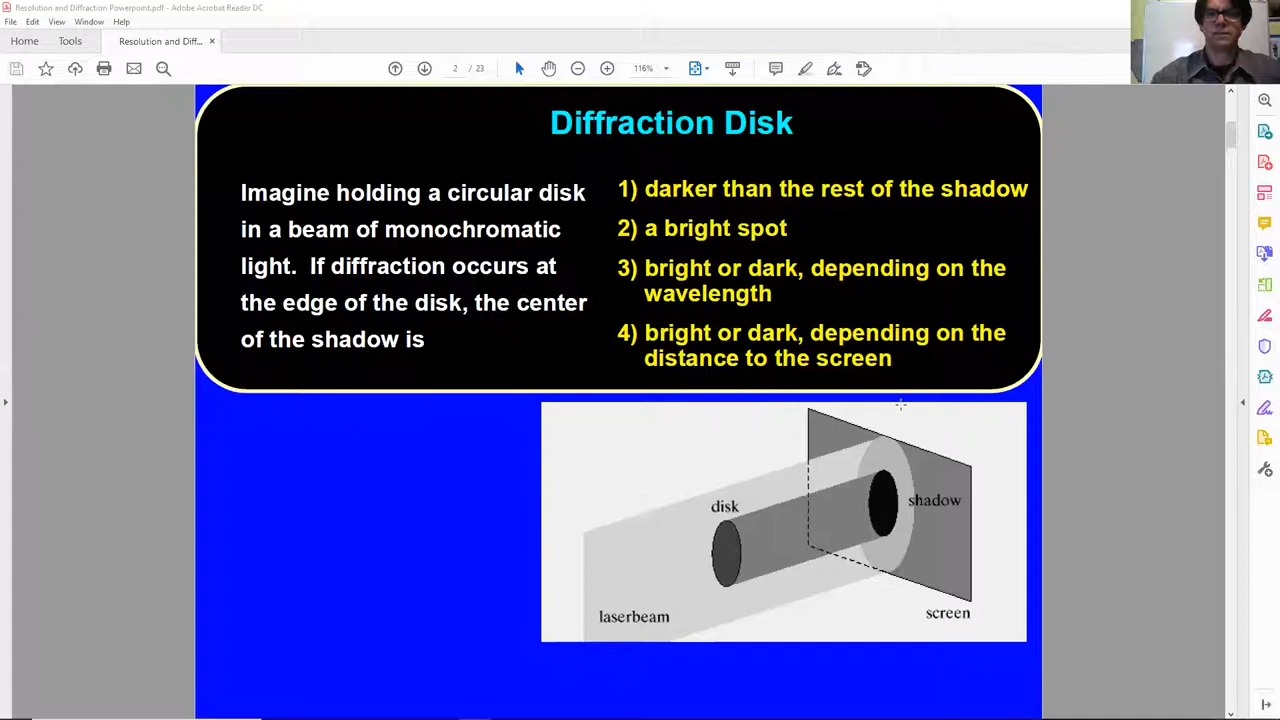 Resolution and Diffraction Powerpoint.pdf - Adobe Acrobat Reader DC
File Edit View Window Help
Home Tools Resolution and Diff... ×
2 / 23 116%
Diffraction Disk
Imagine holding a circular disk
in a beam of monochromatic
light. If diffraction occurs at
the edge of the disk, the center
of the shadow is
1) darker than the rest of the shadow
2) a bright spot
3) bright or dark, depending on the
wavelength
4) bright or dark, depending on the
distance to the screen
disk
shadow
laserbeam
screen